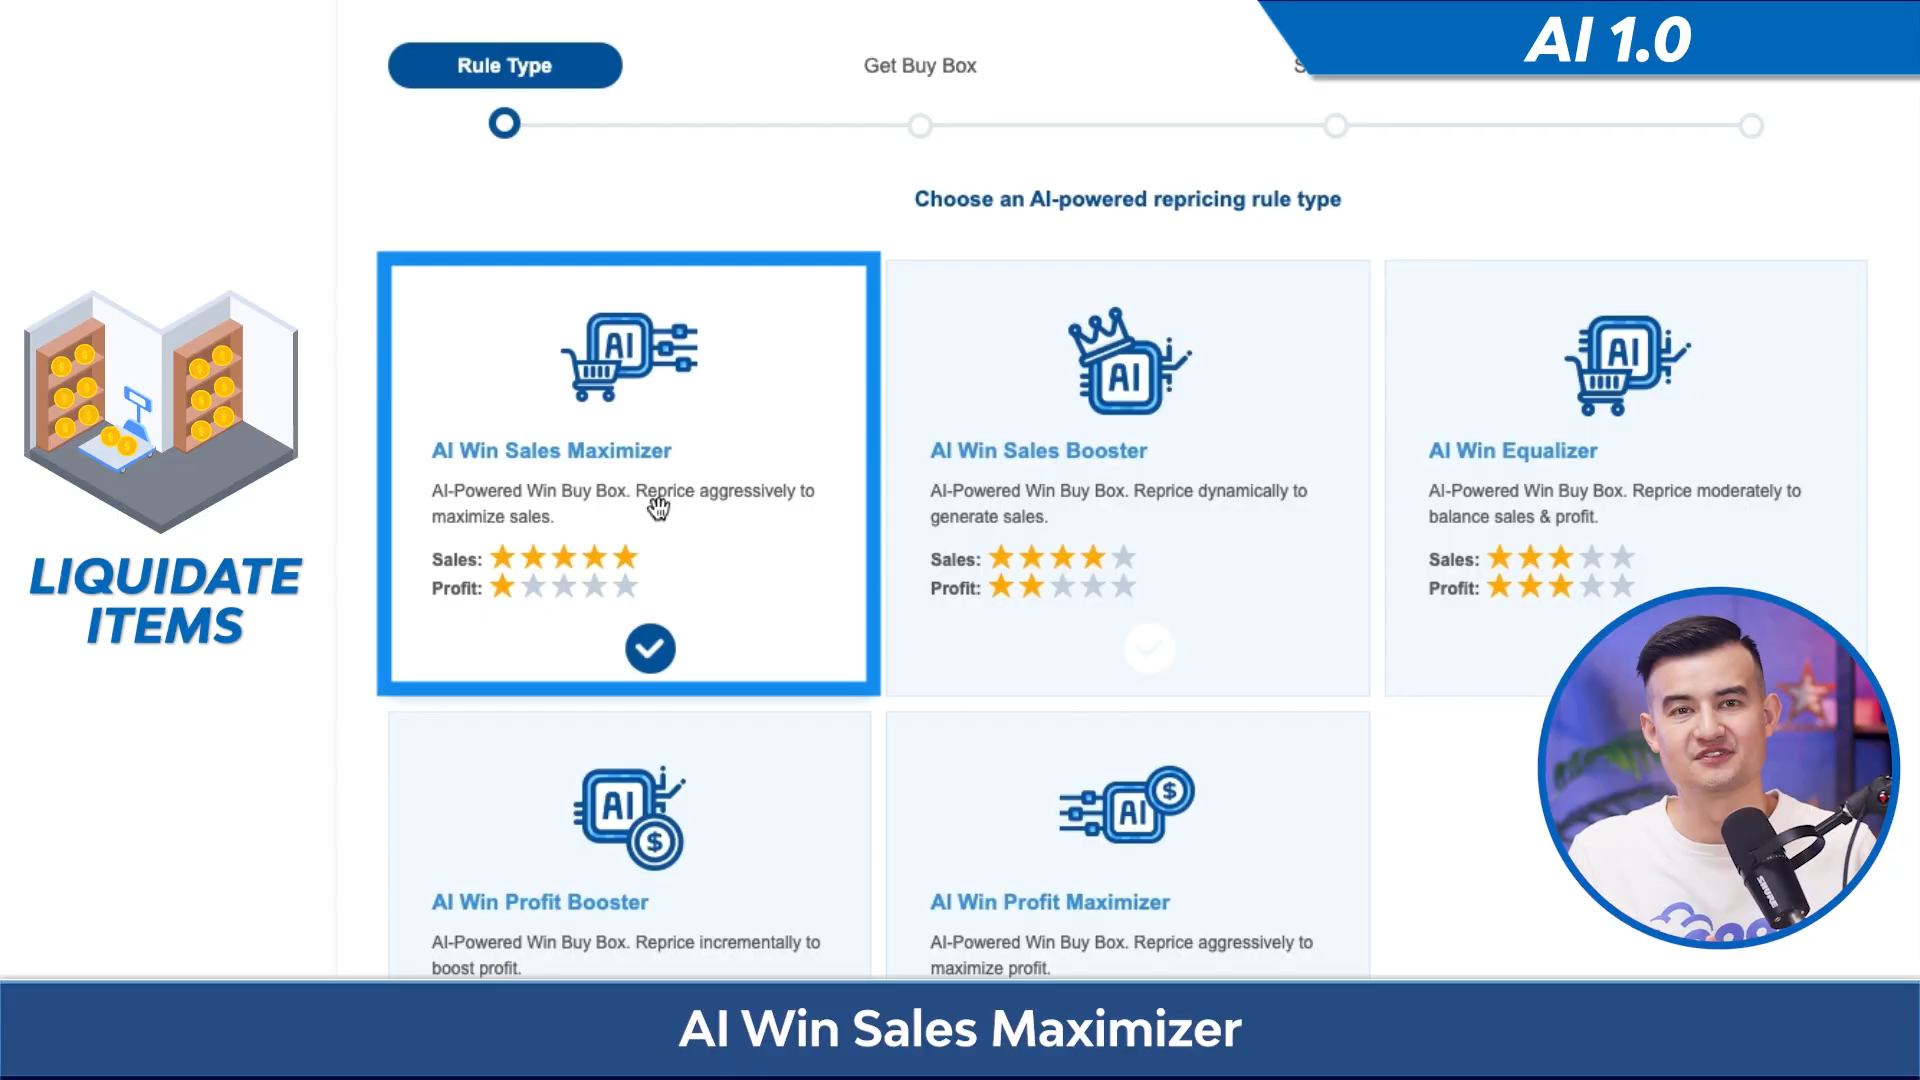 AI 1.0
Rule Type
Get Buy Box
Choose an AI-powered repricing rule type
AI
AI
AI
AI Win Sales Maximizer
AI-Powered Win Buy Box. Reprice aggressively to
maximize sales.
Sales:
Profit:
AI Win Sales Booster
AI-Powered Win Buy Box. Reprice dynamically to
generate sales.
Sales:
Profit:
AI Win Equalizer
AI-Powered Win Buy Box. Reprice moderately to
balance sales & profit.
Sales:
Profit:
LIQUIDATE
ITEMS
AI
$
AI
$
AI Win Profit Booster
AI-Powered Win Buy Box. Reprice incrementally to
boost profit.
AI Win Profit Maximizer
AI-Powered Win Buy Box. Reprice aggressively to
maximize profit.
SHURE
AI Win Sales Maximizer